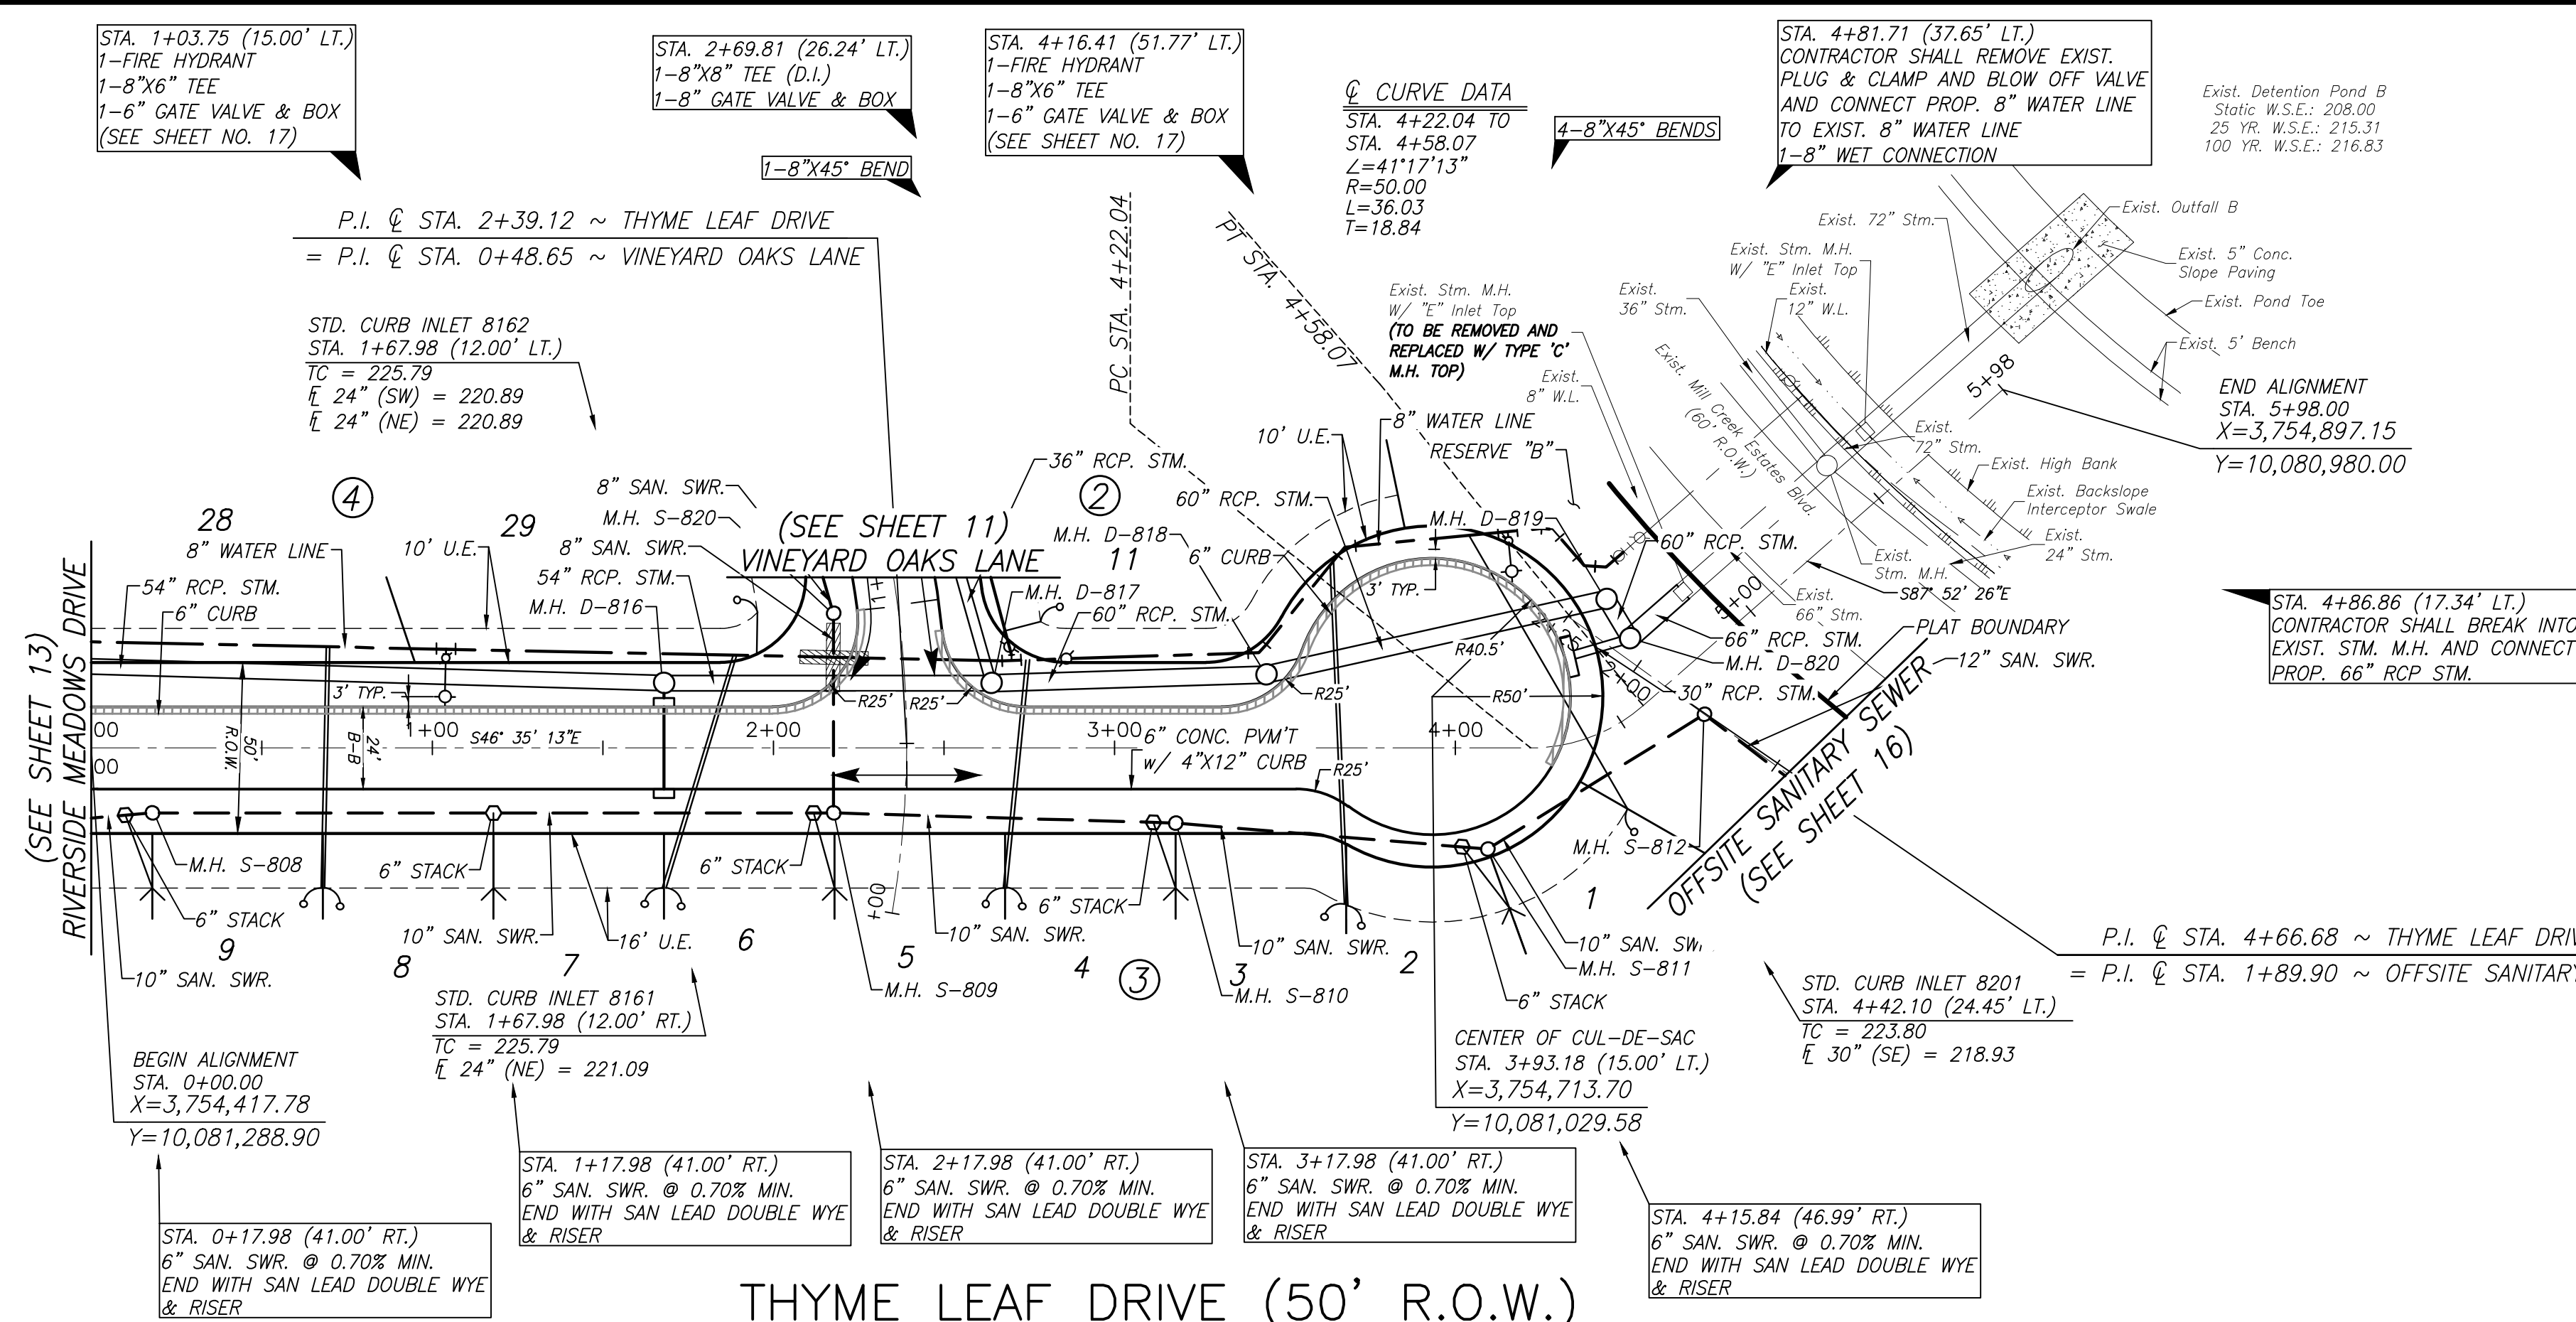 STA. 1+03.75 (15.00' LT.)
1-FIRE HYDRANT
1-8"X6" TEE
1-6" GATE VALVE & BOX
(SEE SHEET NO. 17)
STA. 2+69.81 (26.24' LT.)
1-8"X8" TEE (D.I.)
1-8" GATE VALVE & BOX
1-8"X45° BEND
STA. 4+16.41 (51.77' LT.)
1-FIRE HYDRANT
1-8"X6" TEE
1-6" GATE VALVE & BOX
(SEE SHEET NO. 17)
℄ CURVE DATA
STA. 4+22.04 TO
STA. 4+58.07
∠=41°17'13"
R=50.00
L=36.03
T=18.84
4-8"X45° BENDS
STA. 4+81.71 (37.65' LT.)
CONTRACTOR SHALL REMOVE EXIST.
PLUG & CLAMP AND BLOW OFF VALVE
AND CONNECT PROP. 8" WATER LINE
TO EXIST. 8" WATER LINE
1-8" WET CONNECTION
Exist. Detention Pond B
Static W.S.E.: 208.00
25 YR. W.S.E.: 215.31
100 YR. W.S.E.: 216.83
P.I. ℄ STA. 2+39.12 ~ THYME LEAF DRIVE
= P.I. ℄ STA. 0+48.65 ~ VINEYARD OAKS LANE
PC STA. 4+22.04
PT STA. 4+58.07
Exist. Outfall B
Exist. 72" Stm.
Exist. Stm. M.H.
W/ "E" Inlet Top
Exist. 5" Conc.
Slope Paving
Exist. Pond Toe
Exist. 5' Bench
Exist.
36" Stm.
Exist.
12" W.L.
Exist. Stm. M.H.
W/ "E" Inlet Top
(TO BE REMOVED AND
REPLACED W/ TYPE 'C'
M.H. TOP)
Exist.
8" W.L.
Exist. Mill Creek Estates Blvd.
(60' R.O.W.)
5+98
END ALIGNMENT
STA. 5+98.00
X=3,754,897.15
Y=10,080,980.00
STD. CURB INLET 8162
STA. 1+67.98 (12.00' LT.)
TC = 225.79
FL 24" (SW) = 220.89
FL 24" (NE) = 220.89
10' U.E.
8" WATER LINE
RESERVE "B"
Exist.
72" Stm.
Exist. High Bank
Exist. Backslope
Interceptor Swale
Exist.
24" Stm.
Exist.
Stm. M.H.
36" RCP. STM.
60" RCP. STM.
4
2
28
29
8" WATER LINE
10' U.E.
8" SAN. SWR.
M.H. S-820
8" SAN. SWR.
(SEE SHEET 11)
VINEYARD OAKS LANE
M.H. D-818
11
6" CURB
M.H. D-819
60" RCP. STM.
54" RCP. STM.
6" CURB
54" RCP. STM.
M.H. D-816
1+
M.H. D-817
60" RCP. STM.
3' TYP.
5+00
S87° 52' 26"E
Exist.
66" Stm.
STA. 4+86.86 (17.34' LT.)
CONTRACTOR SHALL BREAK INTO
EXIST. STM. M.H. AND CONNECT
PROP. 66" RCP STM.
66" RCP. STM.
M.H. D-820
PLAT BOUNDARY
12" SAN. SWR.
30" RCP. STM.
2+00
(SEE SHEET 13)
RIVERSIDE MEADOWS DRIVE
3' TYP.
R25'
R25'
R25'
R40.5'
R50'
R25'
00
00
50'
R.O.W.
24'
B-B
1+00
S46° 35' 13"E
2+00
3+00
4+00
6" CONC. PVM'T
w/ 4"X12" CURB
OFFSITE SANITARY SEWER
(SEE SHEET 16)
M.H. S-808
6" STACK
6" STACK
6" STACK
6" STACK
00+
M.H. S-812
1
9
8
7
6
5
4
3
3
2
10" SAN. SWR.
10" SAN. SWR.
16' U.E.
10" SAN. SWR.
10" SAN. SWR.
M.H. S-809
M.H. S-810
M.H. S-811
6" STACK
P.I. ℄ STA. 4+66.68 ~ THYME LEAF
= P.I. ℄ STA. 1+89.90 ~ OFFSITE
STD. CURB INLET 8161
STA. 1+67.98 (12.00' RT.)
TC = 225.79
FL 24" (NE) = 221.09
STD. CURB INLET 8201
STA. 4+42.10 (24.45' LT.)
TC = 223.80
FL 30" (SE) = 218.93
BEGIN ALIGNMENT
STA. 0+00.00
X=3,754,417.78
Y=10,081,288.90
CENTER OF CUL-DE-SAC
STA. 3+93.18 (15.00' LT.)
X=3,754,713.70
Y=10,081,029.58
STA. 0+17.98 (41.00' RT.)
6" SAN. SWR. @ 0.70% MIN.
END WITH SAN LEAD DOUBLE WYE
& RISER
STA. 1+17.98 (41.00' RT.)
6" SAN. SWR. @ 0.70% MIN.
END WITH SAN LEAD DOUBLE WYE
& RISER
STA. 2+17.98 (41.00' RT.)
6" SAN. SWR. @ 0.70% MIN.
END WITH SAN LEAD DOUBLE WYE
& RISER
STA. 3+17.98 (41.00' RT.)
6" SAN. SWR. @ 0.70% MIN.
END WITH SAN LEAD DOUBLE WYE
& RISER
STA. 4+15.84 (46.99' RT.)
6" SAN. SWR. @ 0.70% MIN.
END WITH SAN LEAD DOUBLE WYE
& RISER
THYME LEAF DRIVE (50' R.O.W.)